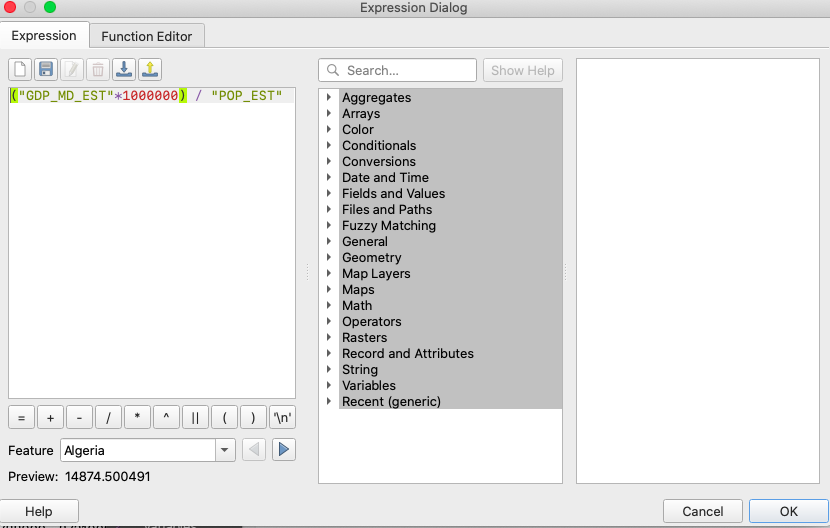 Expression Dialog
Expression
Function Editor
("GDP_MD_EST"*1000000) / "POP_EST"
Search...
Show Help
Aggregates
Arrays
Color
Conditionals
Conversions
Date and Time
Fields and Values
Files and Paths
Fuzzy Matching
General
Geometry
Map Layers
Maps
Math
Operators
Rasters
Record and Attributes
String
Variables
Recent (generic)
= + - / * ^ || ( ) '\n'
Feature Algeria
Preview: 14874.500491
Help
Cancel
OK